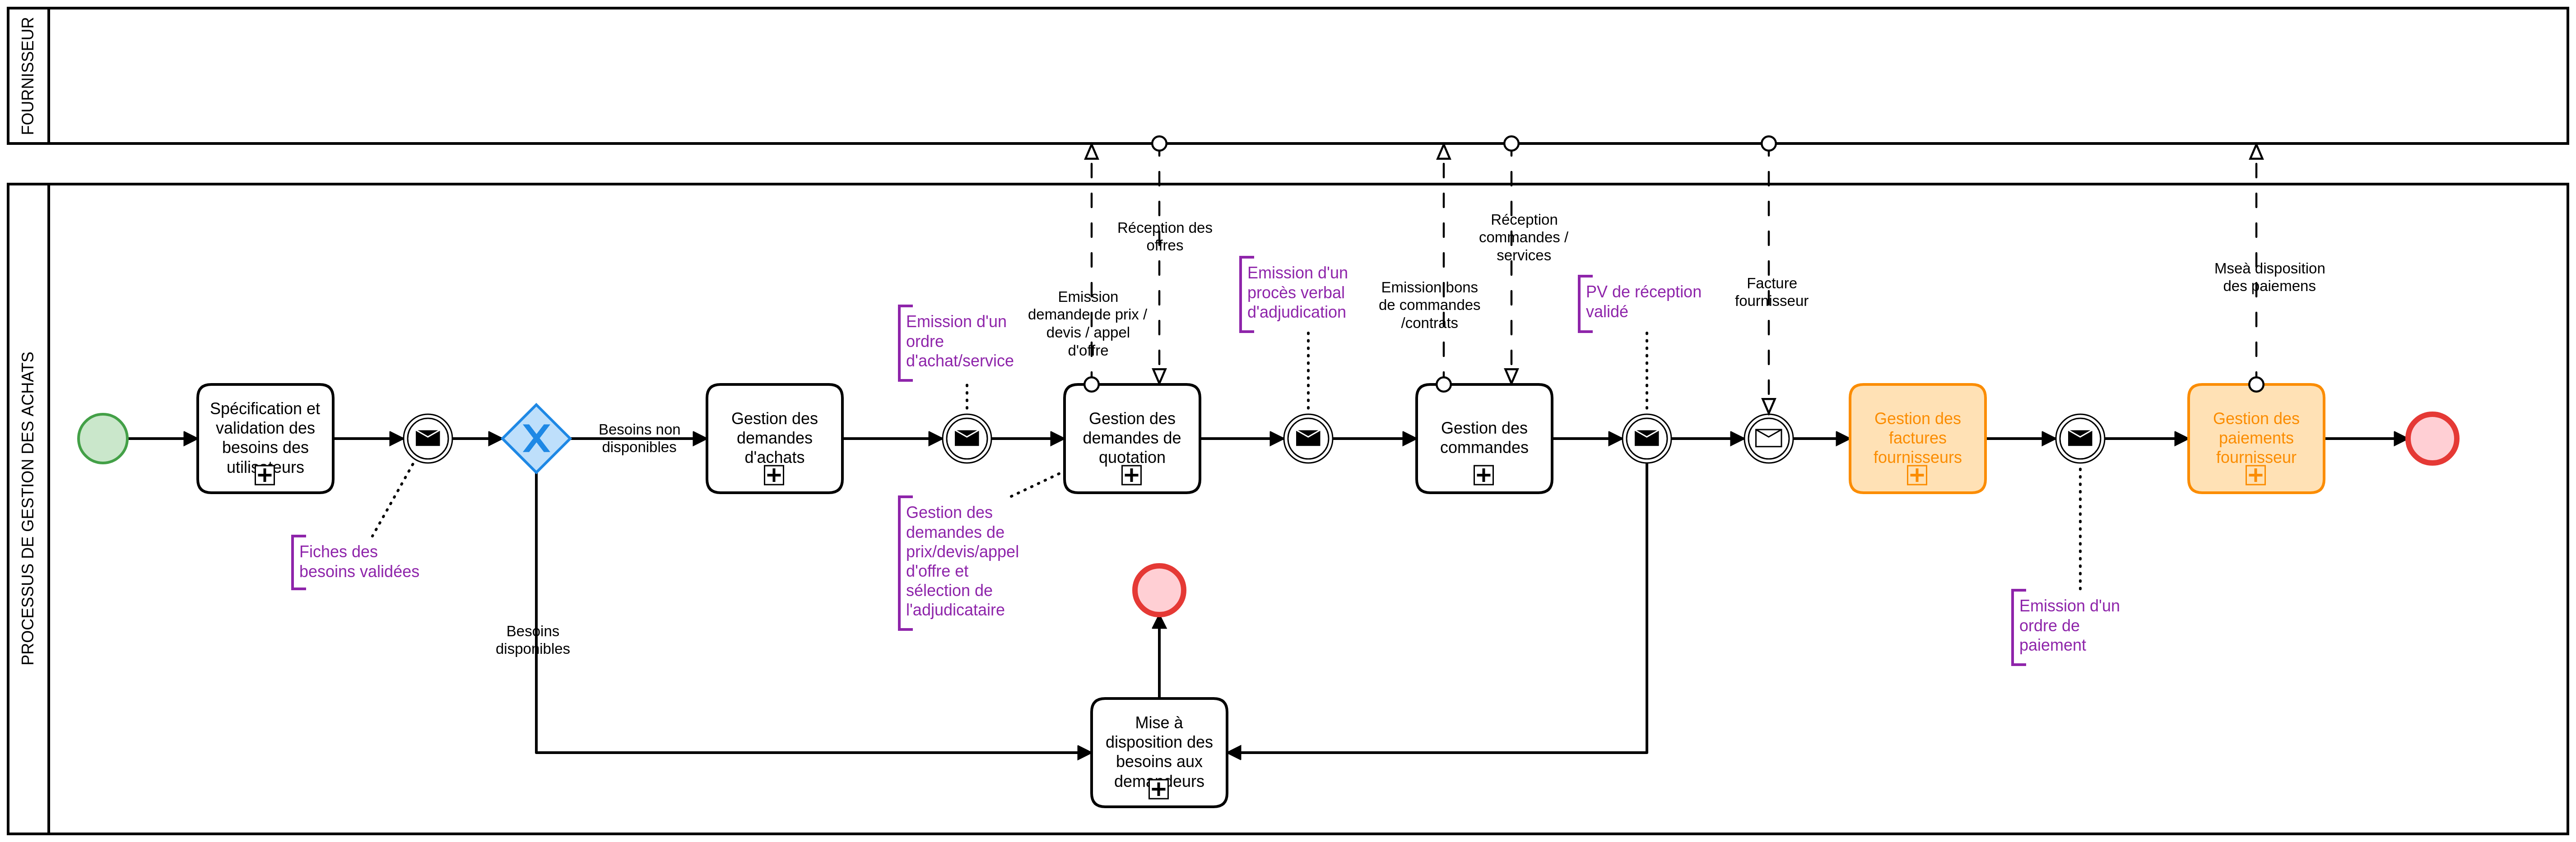 FOURNISSEUR
PROCESSUS DE GESTION DES ACHATS
Spécification et
validation des
besoins des
utilisateurs
Fiches des
besoins validées
Besoins non
disponibles
Besoins
disponibles
Gestion des
demandes
d'achats
Emission d'un
ordre
d'achat/service
Emission
demande de prix /
devis / appel
d'offre
Réception des
offres
Gestion des
demandes de
quotation
Gestion des
demandes de
prix/devis/appel
d'offre et
sélection de
l'adjudicataire
Mise à
disposition des
besoins aux
demandeurs
Emission d'un
procès verbal
d'adjudication
Emission bons
de commandes
/contrats
Réception
commandes /
services
Gestion des
commandes
PV de réception
validé
Facture
fournisseur
Gestion des
factures
fournisseurs
Emission d'un
ordre de
paiement
Mseà disposition
des paiemens
Gestion des
paiements
fournisseur